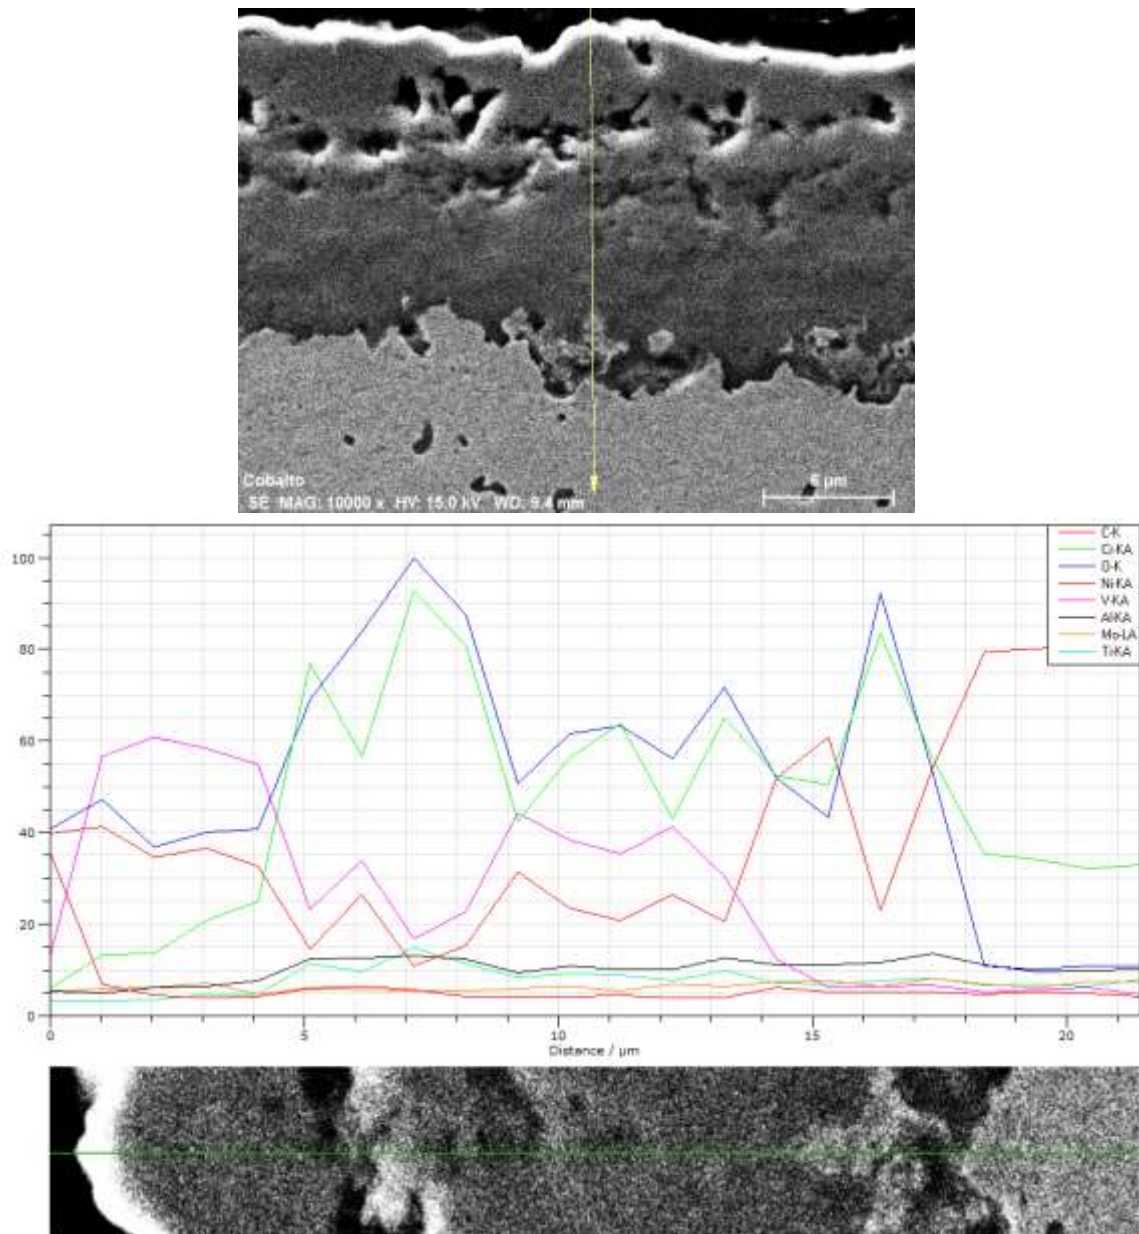 Cobalto
SE MAG: 10000 x HV: 15.0 kV WD: 9.4 mm
6 µm
C-K
Cr-KA
O-K
Ni-KA
V-KA
Al-KA
Mo-LA
Ti-KA
100
80
60
40
20
0
0 5 10 15 20
Distance / µm